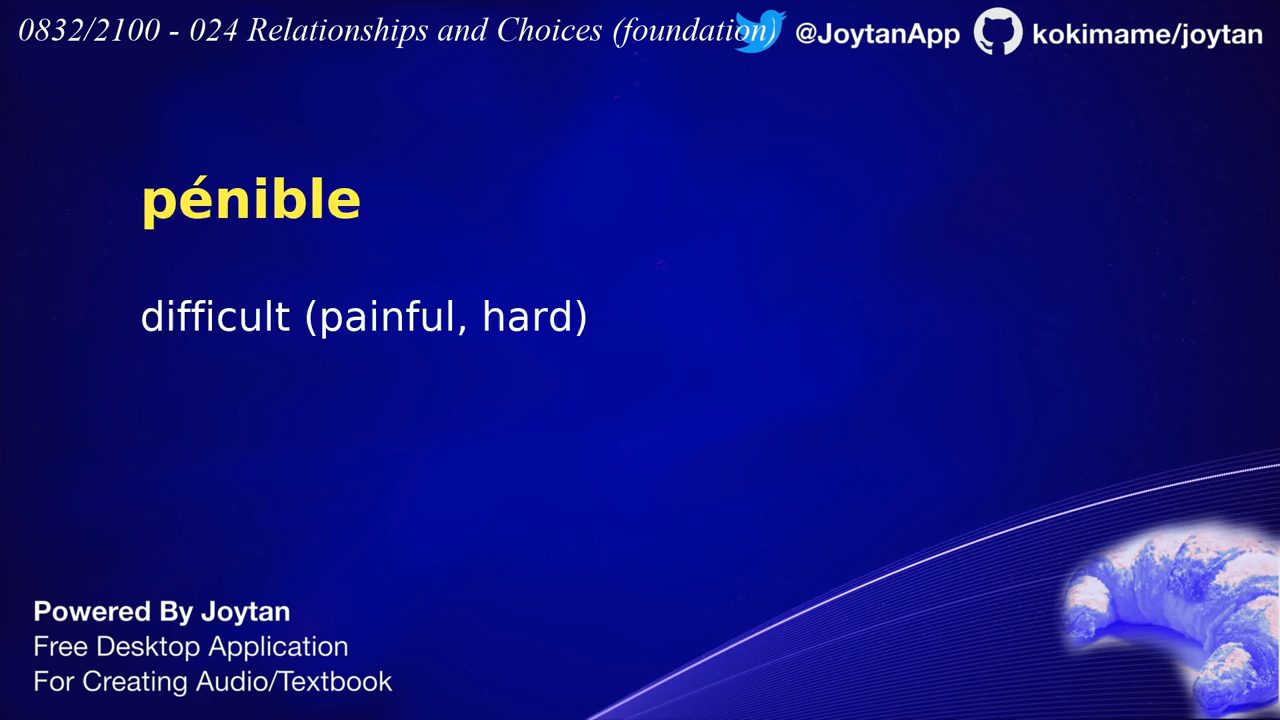 0832/2100 - 024 Relationships and Choices (foundation)
@JoytanApp
kokimame/joytan
pénible
difficult (painful, hard)
Powered By Joytan
Free Desktop Application
For Creating Audio/Textbook